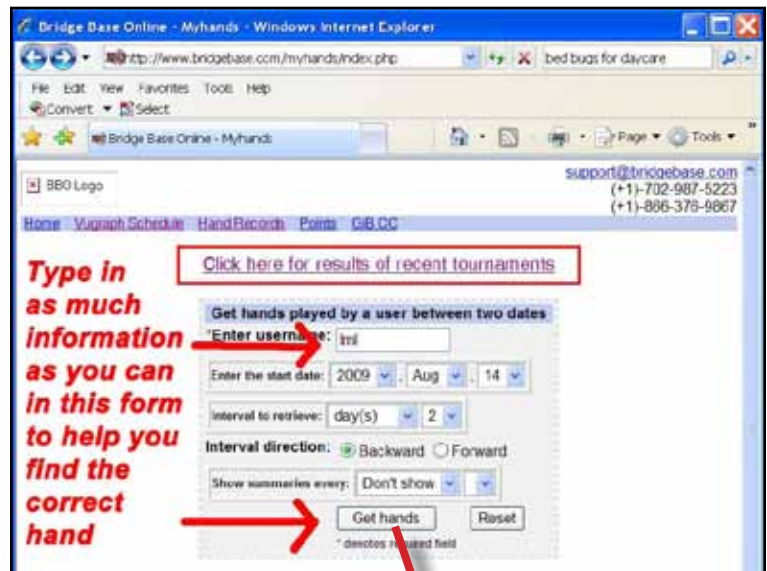 Bridge Base Online - Myhands - Windows Internet Explorer
http://www.bridgebase.com/myhands/index.php
bed bugs for daycare
File Edit View Favorites Tools Help
Convert Select
Bridge Base Online - Myhands
Page Tools
BBO Logo
support@bridgebase.com
(+1)-702-987-5223
(+1)-866-376-9867
Home Vugraph Schedule Hand Records Points GIB CC
Click here for results of recent tournaments
Type in
as much
information
as you can
in this form
to help you
find the
correct
hand
Get hands played by a user between two dates
*Enter username:
Enter the start date: 2009 , Aug , 14
Interval to retrieve: day(s) 2
Interval direction: Backward Forward
Show summaries every: Don't show
Get hands Reset
* denotes required field